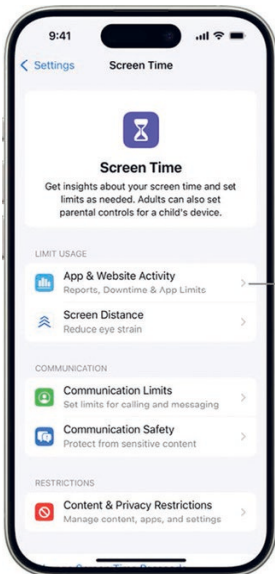 9:41
Settings
Screen Time
Screen Time
Get insights about your screen time and set
limits as needed. Adults can also set
parental controls for a child's device.
LIMIT USAGE
App & Website Activity
Reports, Downtime & App Limits
Screen Distance
Reduce eye strain
COMMUNICATION
Communication Limits
Set limits for calling and messaging
Communication Safety
Protect from sensitive content
RESTRICTIONS
Content & Privacy Restrictions
Manage content, apps, and settings